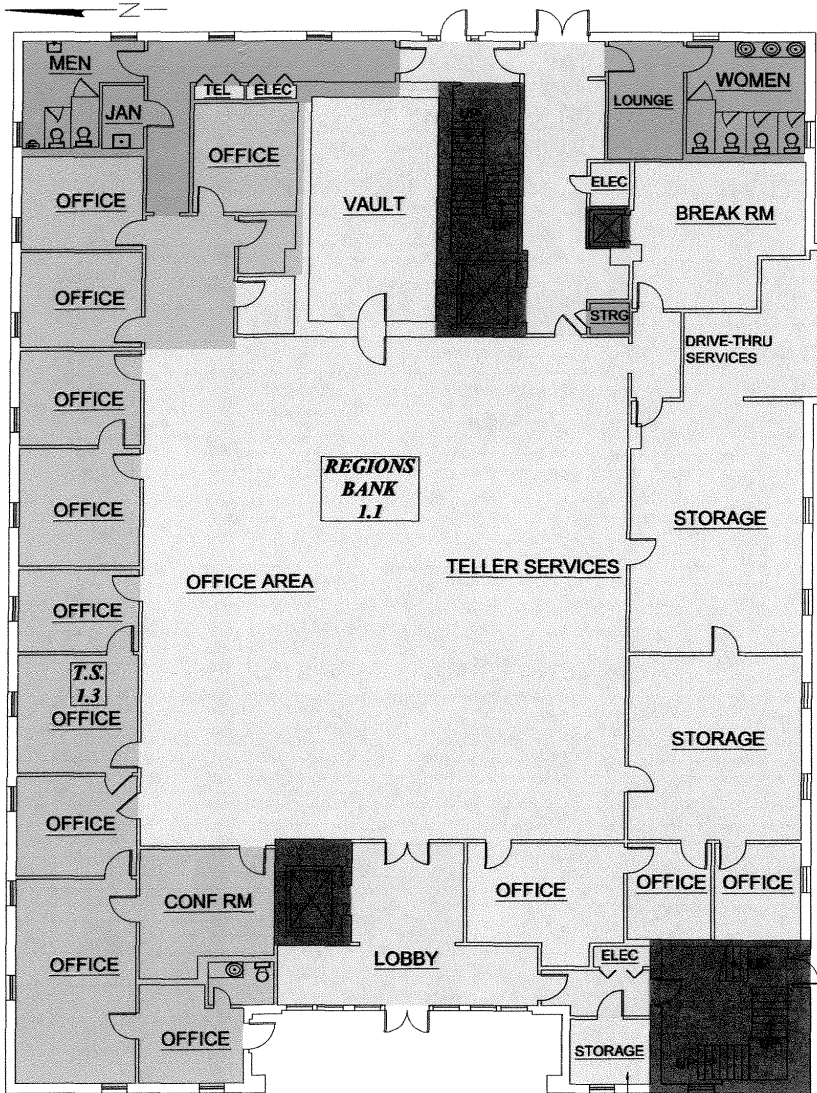 N
MEN
WOMEN
TEL
ELEC
LOUNGE
JAN
UP
OFFICE
ELEC
OFFICE
VAULT
BREAK RM
OFFICE
STRG
DRIVE-THRU
SERVICES
OFFICE
REGIONS
BANK
1.1
OFFICE
STORAGE
TELLER SERVICES
OFFICE AREA
OFFICE
T.S.
1.3
OFFICE
STORAGE
OFFICE
OFFICE
OFFICE
OFFICE
CONF RM
LOBBY
ELEC
OFFICE
UP
OFFICE
STORAGE
UP